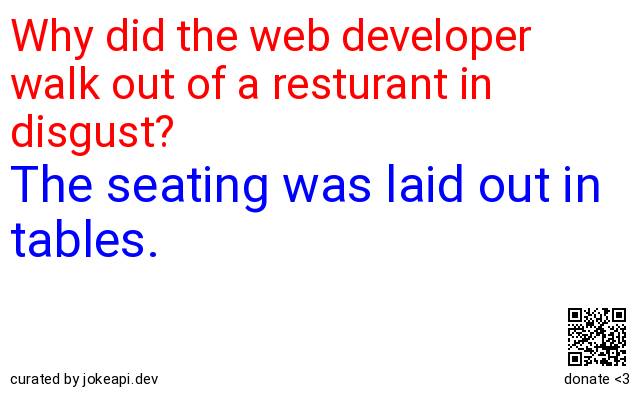 Why did the web developer
walk out of a resturant in
disgust?
The seating was laid out in
tables.
curated by jokeapi.dev
donate <3